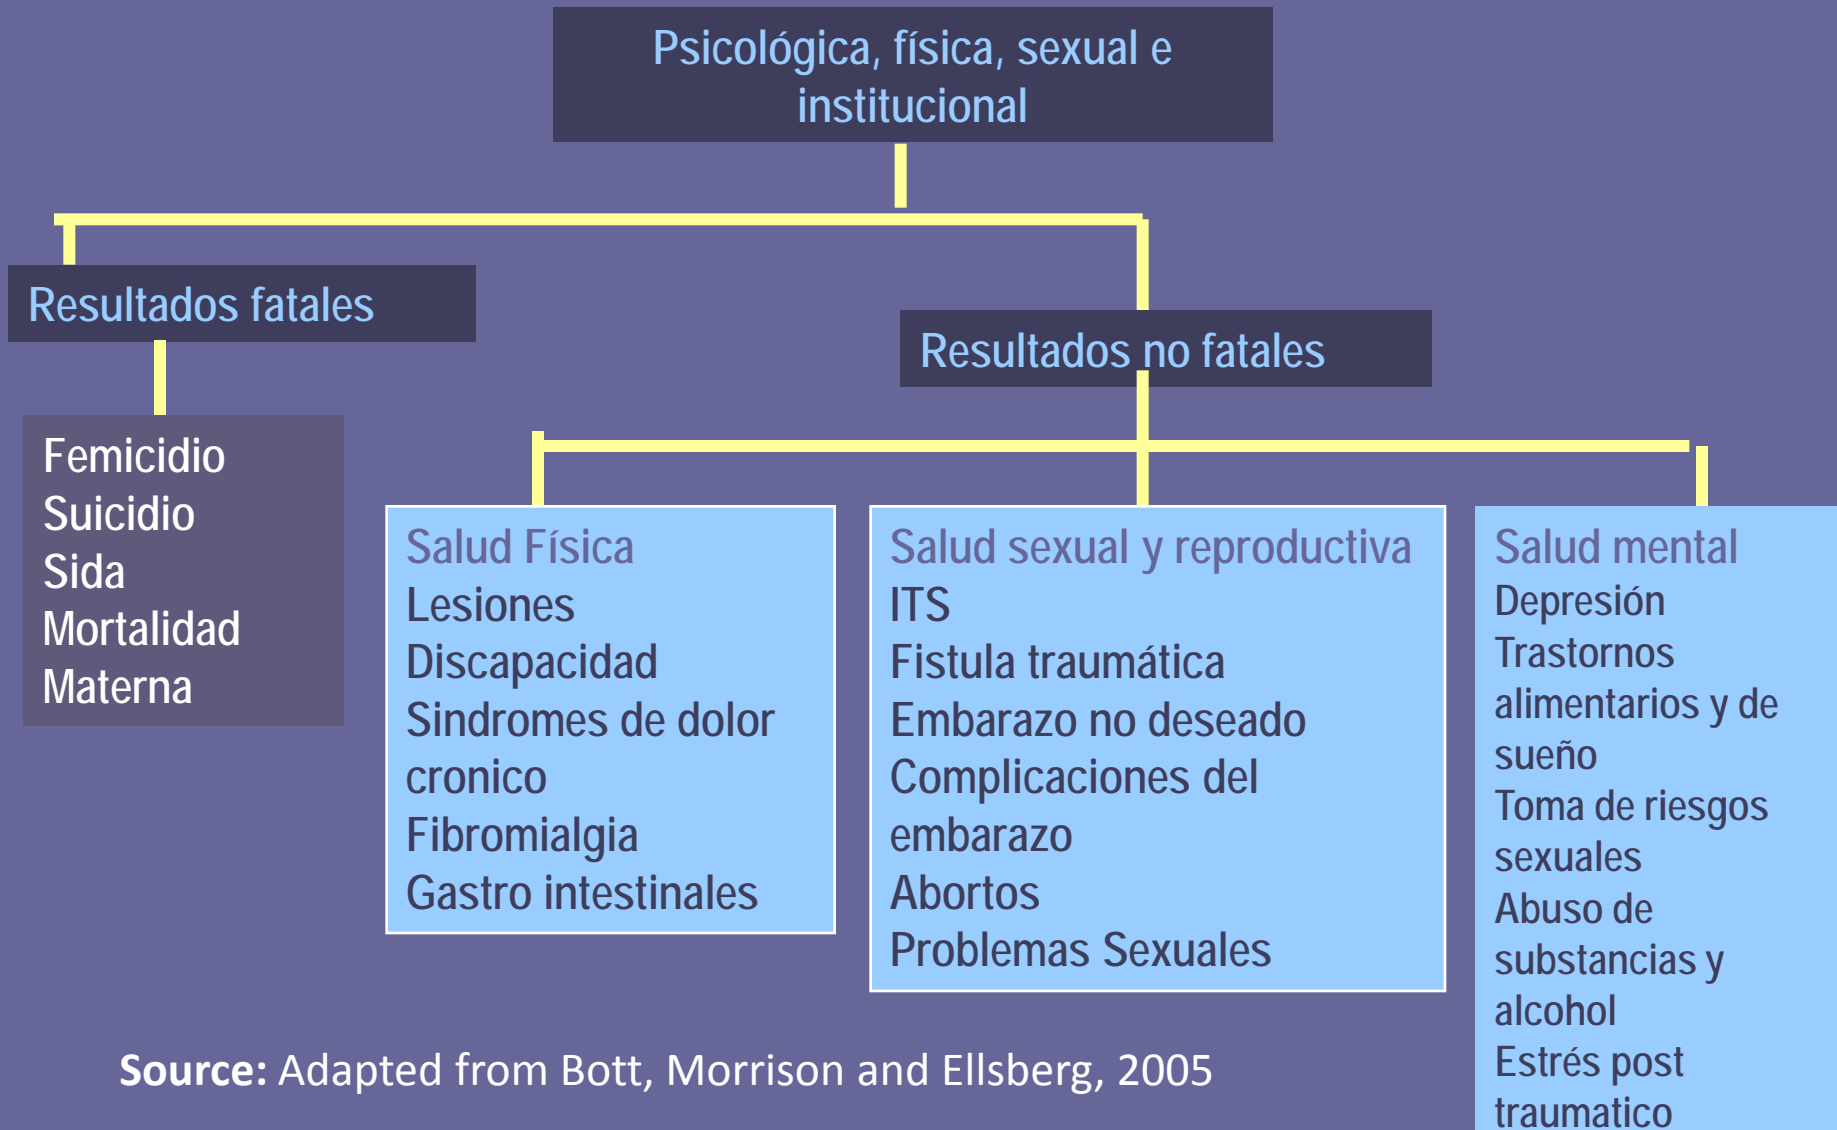 Psicológica, física, sexual e
institucional
Resultados fatales
Resultados no fatales
Femicidio
Suicidio
Sida
Mortalidad
Materna
Salud Física
Lesiones
Discapacidad
Sindromes de dolor
cronico
Fibromialgia
Gastro intestinales
Salud sexual y reproductiva
ITS
Fistula traumática
Embarazo no deseado
Complicaciones del
embarazo
Abortos
Problemas Sexuales
Salud mental
Depresión
Trastornos
alimentarios y de
sueño
Toma de riesgos
sexuales
Abuso de
substancias y
alcohol
Estrés post
traumatico
Source: Adapted from Bott, Morrison and Ellsberg, 2005